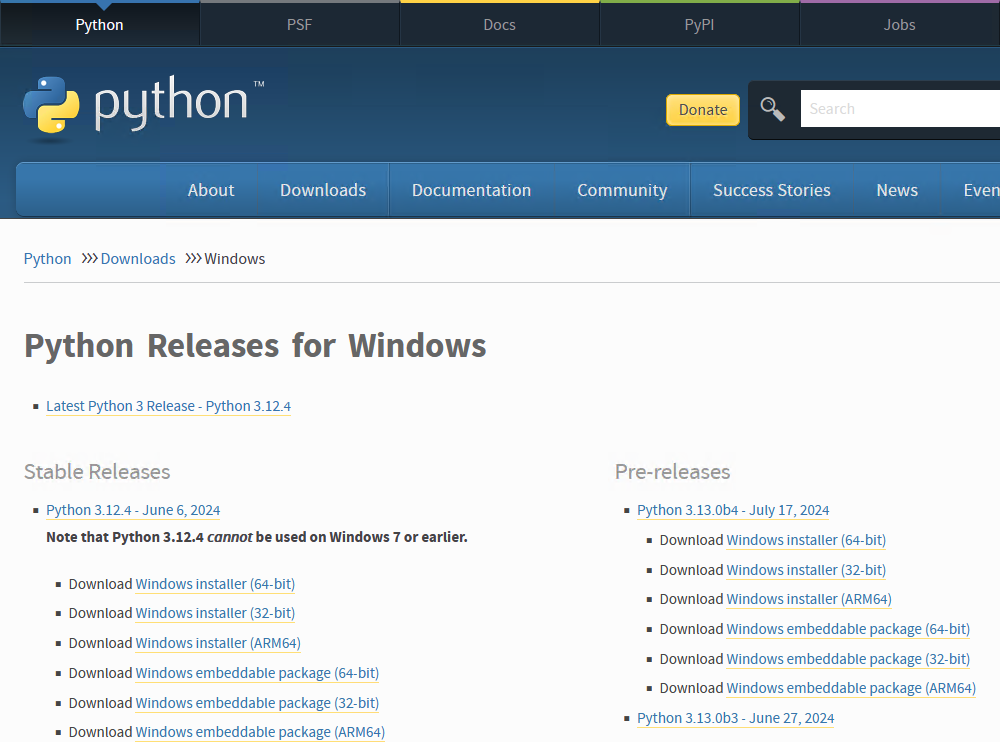 Python PSF Docs PyPI Jobs
python™
Donate
Search
About Downloads Documentation Community Success Stories News Even
Python >>> Downloads >>> Windows
Python Releases for Windows
Latest Python 3 Release - Python 3.12.4
Stable Releases
Python 3.12.4 - June 6, 2024
Note that Python 3.12.4 cannot be used on Windows 7 or earlier.
Download Windows installer (64-bit)
Download Windows installer (32-bit)
Download Windows installer (ARM64)
Download Windows embeddable package (64-bit)
Download Windows embeddable package (32-bit)
Download Windows embeddable package (ARM64)
Pre-releases
Python 3.13.0b4 - July 17, 2024
Download Windows installer (64-bit)
Download Windows installer (32-bit)
Download Windows installer (ARM64)
Download Windows embeddable package (64-bit)
Download Windows embeddable package (32-bit)
Download Windows embeddable package (ARM64)
Python 3.13.0b3 - June 27, 2024